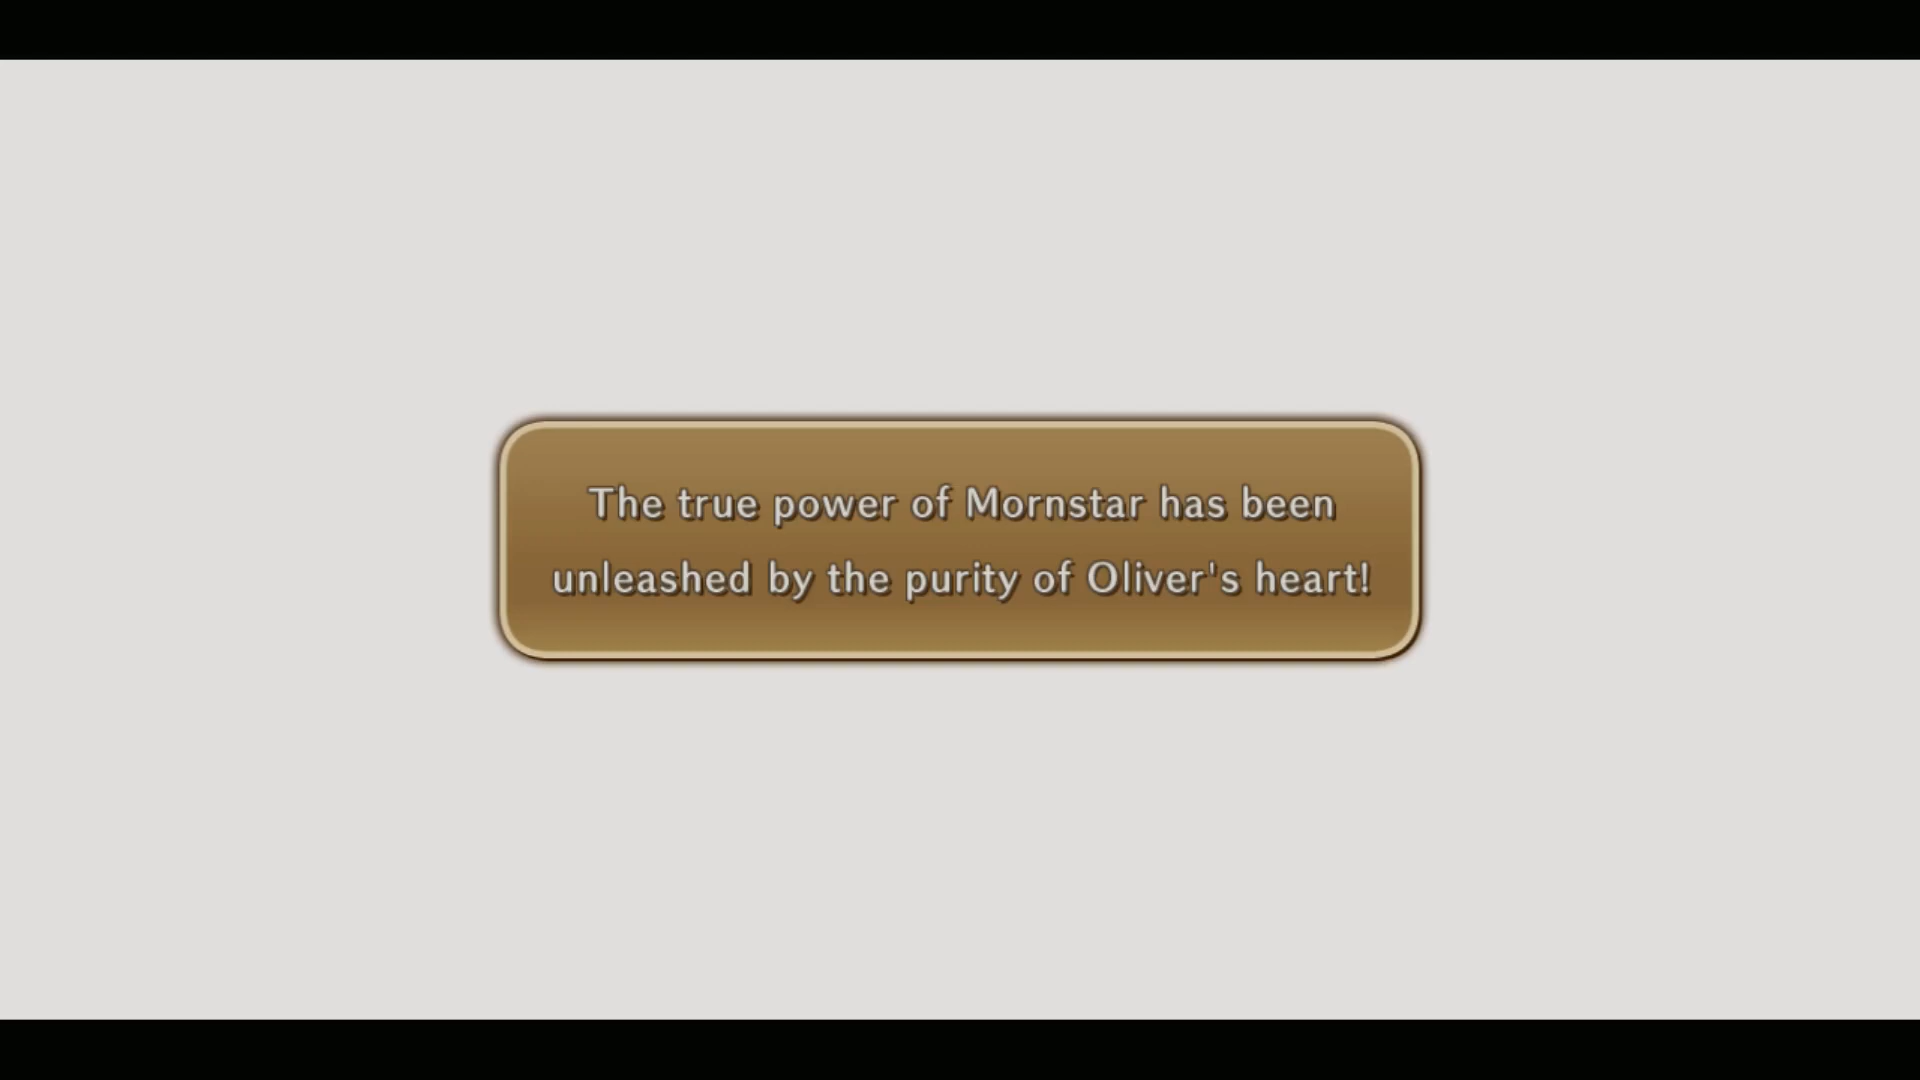 The true power of Mornstar has been
unleashed by the purity of Oliver's heart!